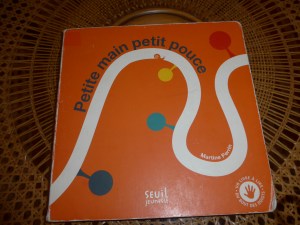 Petite main petit pouce
Martine Perrin
SEUIL
jeunesse